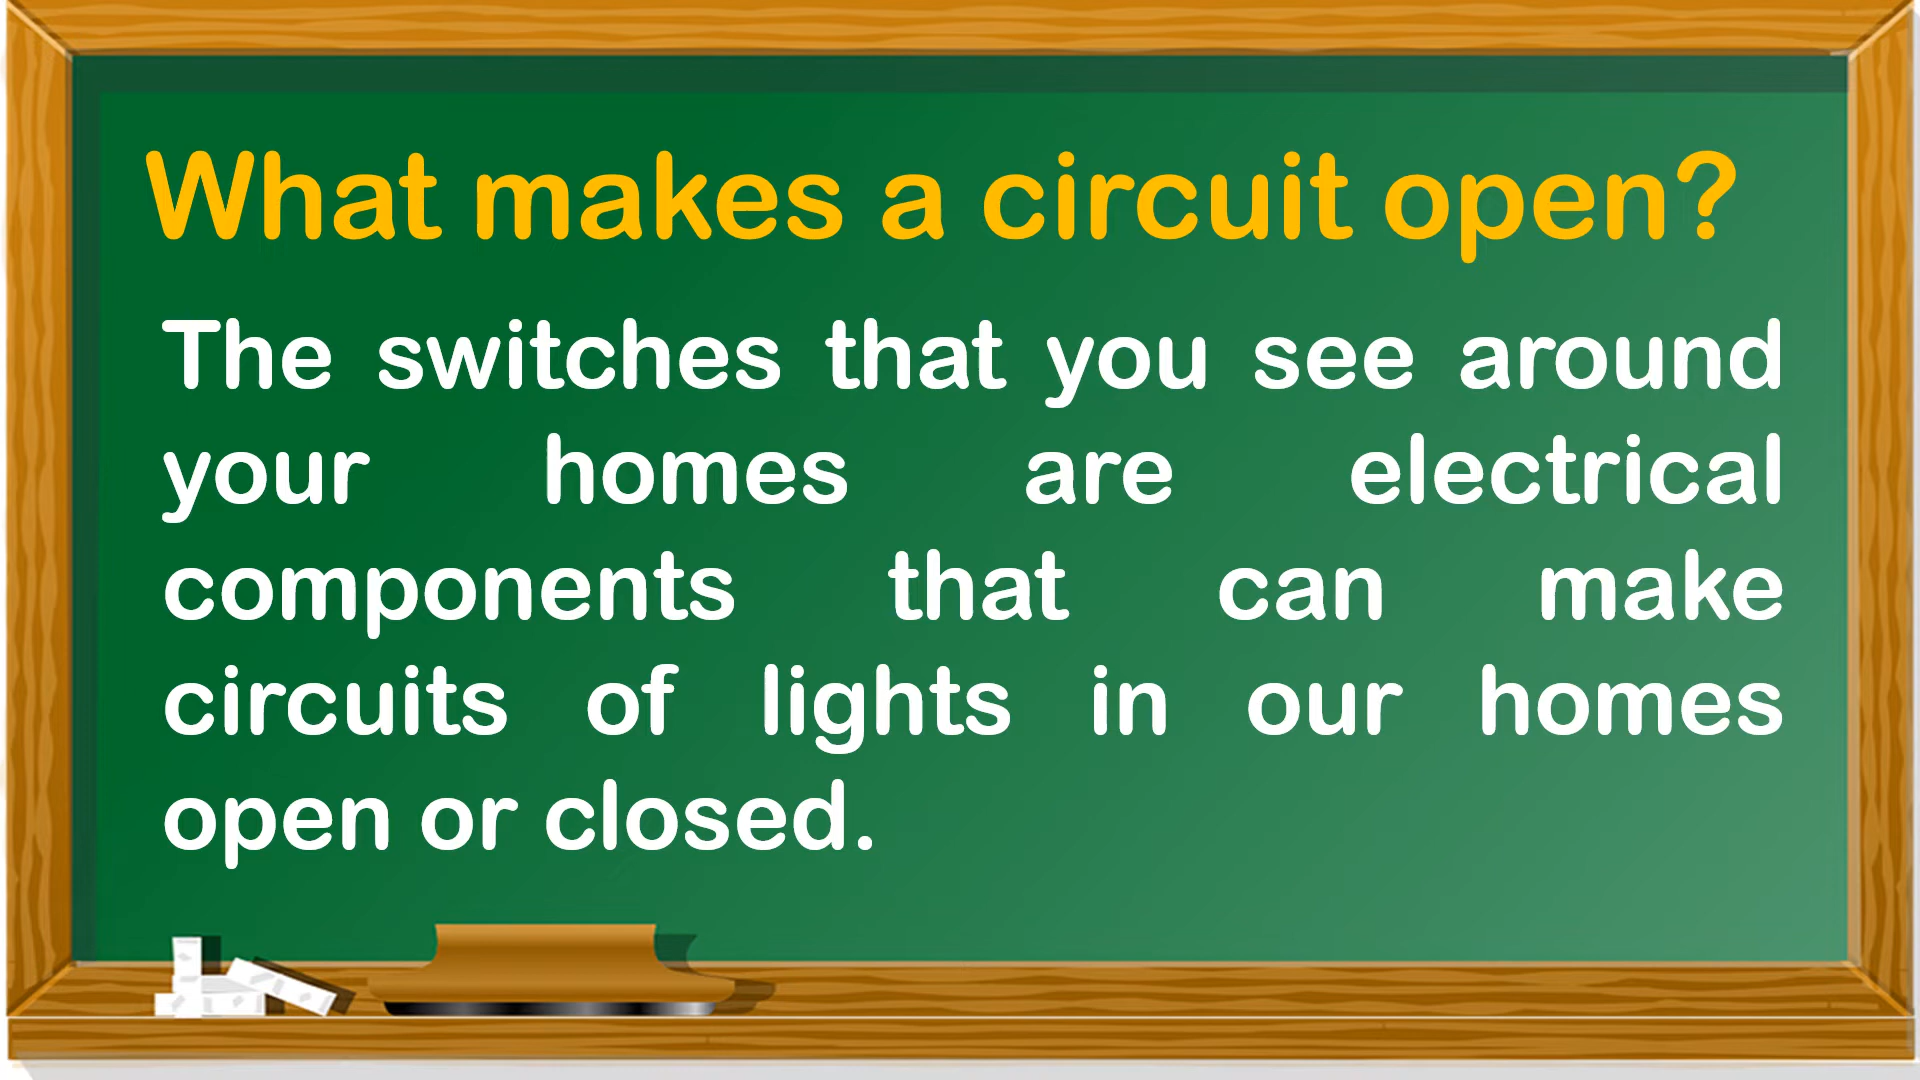 What makes a circuit open?
The switches that you see around
your homes are electrical
components that can make
circuits of lights in our homes
open or closed.